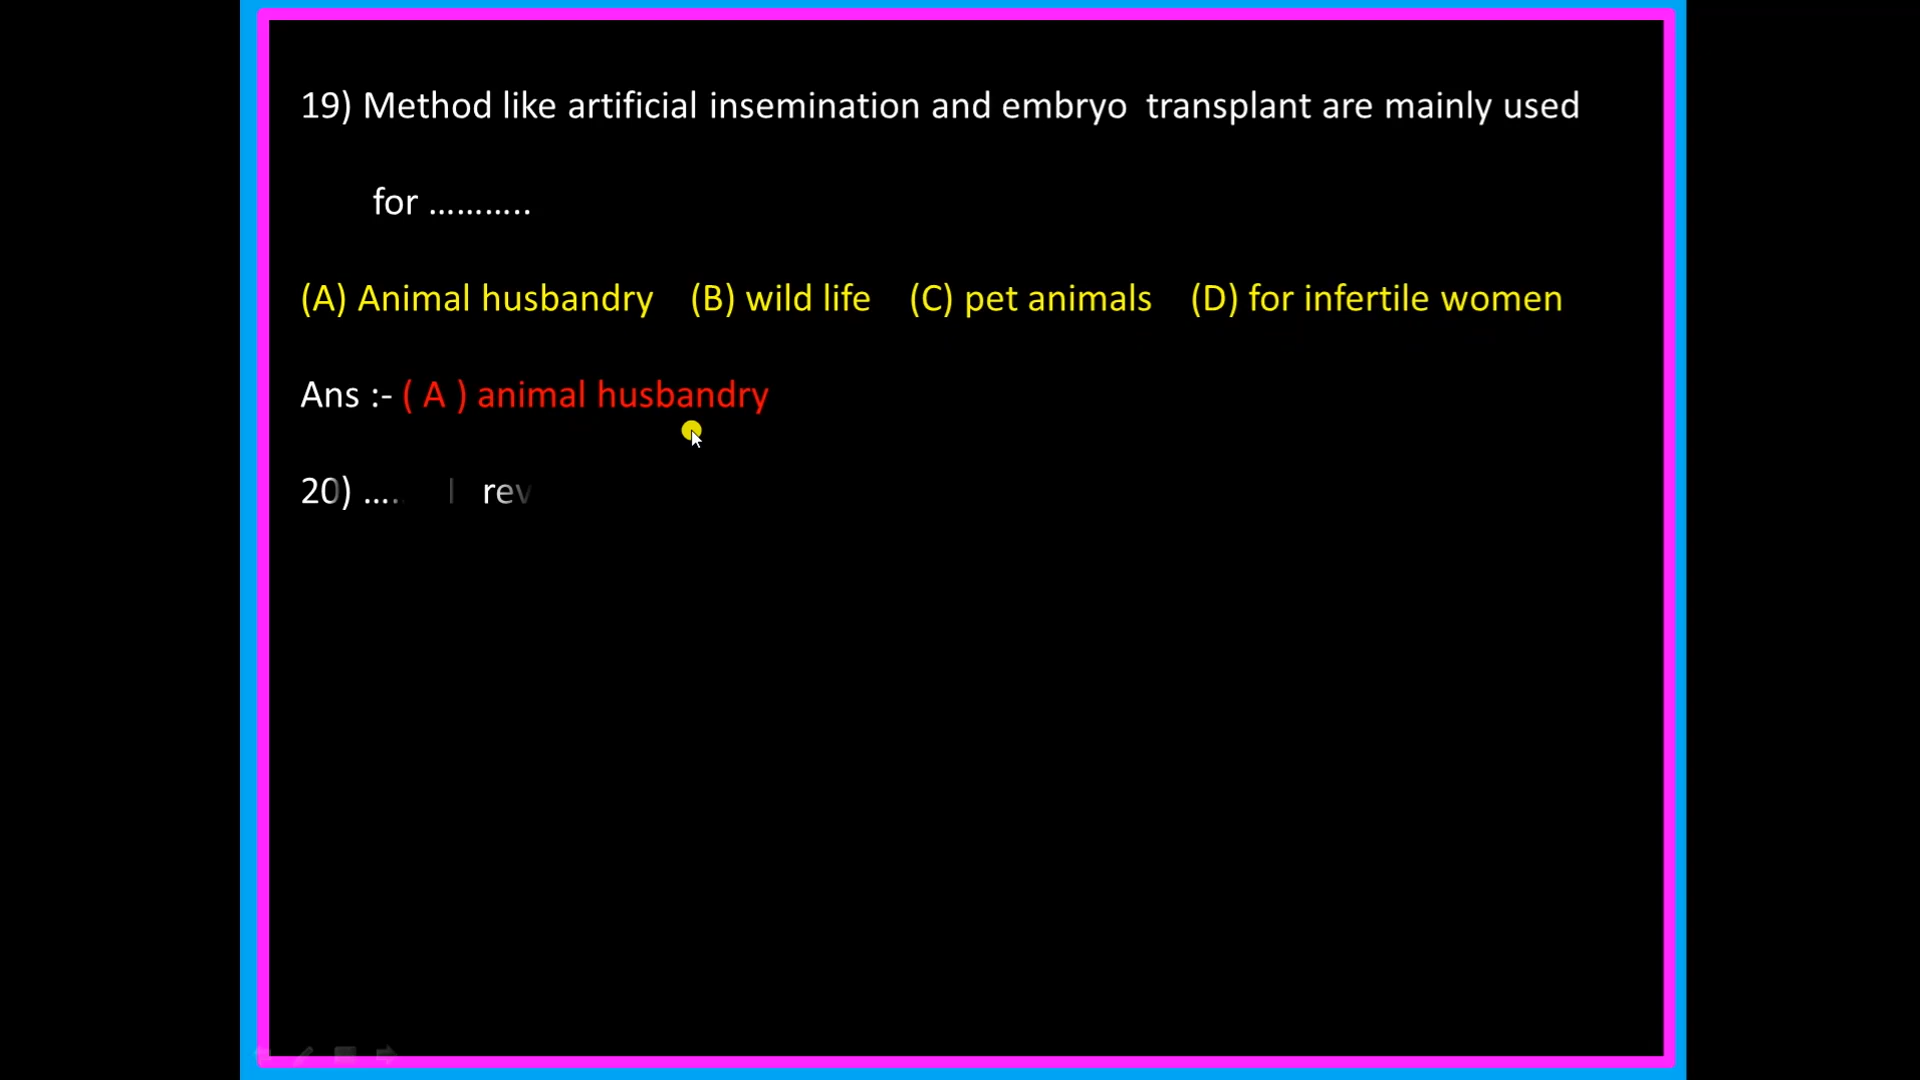 19) Method like artificial insemination and embryo  transplant are mainly used
for ………..
(A) Animal husbandry    (B) wild life    (C) pet animals    (D) for infertile women
Ans :- ( A ) animal husbandry
20) …..